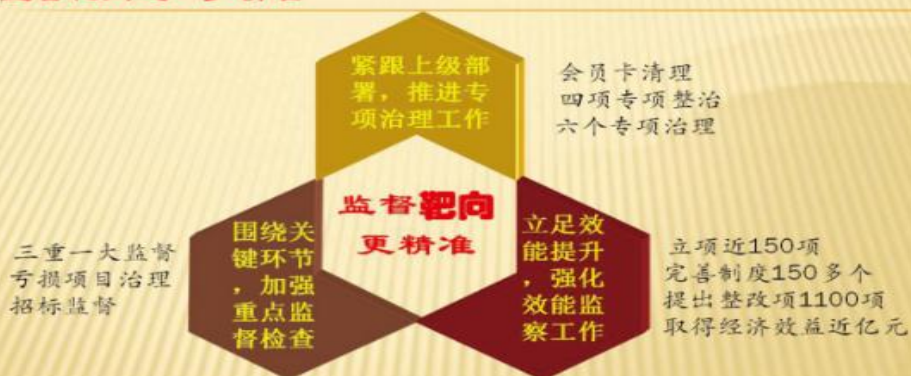 紧跟上级部
署，推进专
项治理工作
会员卡清理
四项专项整治
六个专项治理
监督靶向
更精准
三重一大监督
亏损项目治理
招标监督
围绕关
键环节
，加强
重点监
督检查
立足效
能提升
，强化
效能监
察工作
立项近150项
完善制度150多个
提出整改项1100项
取得经济效益近亿元